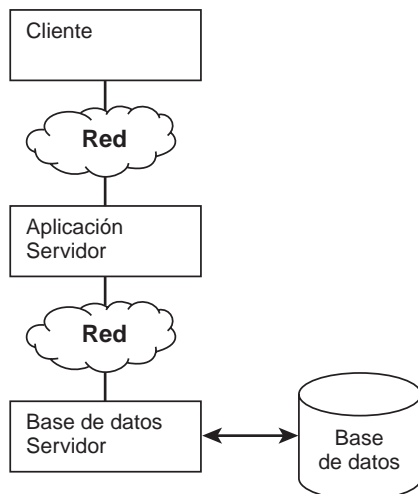 Cliente
Red
Aplicación
Servidor
Red
Base de datos
Servidor
Base
de datos